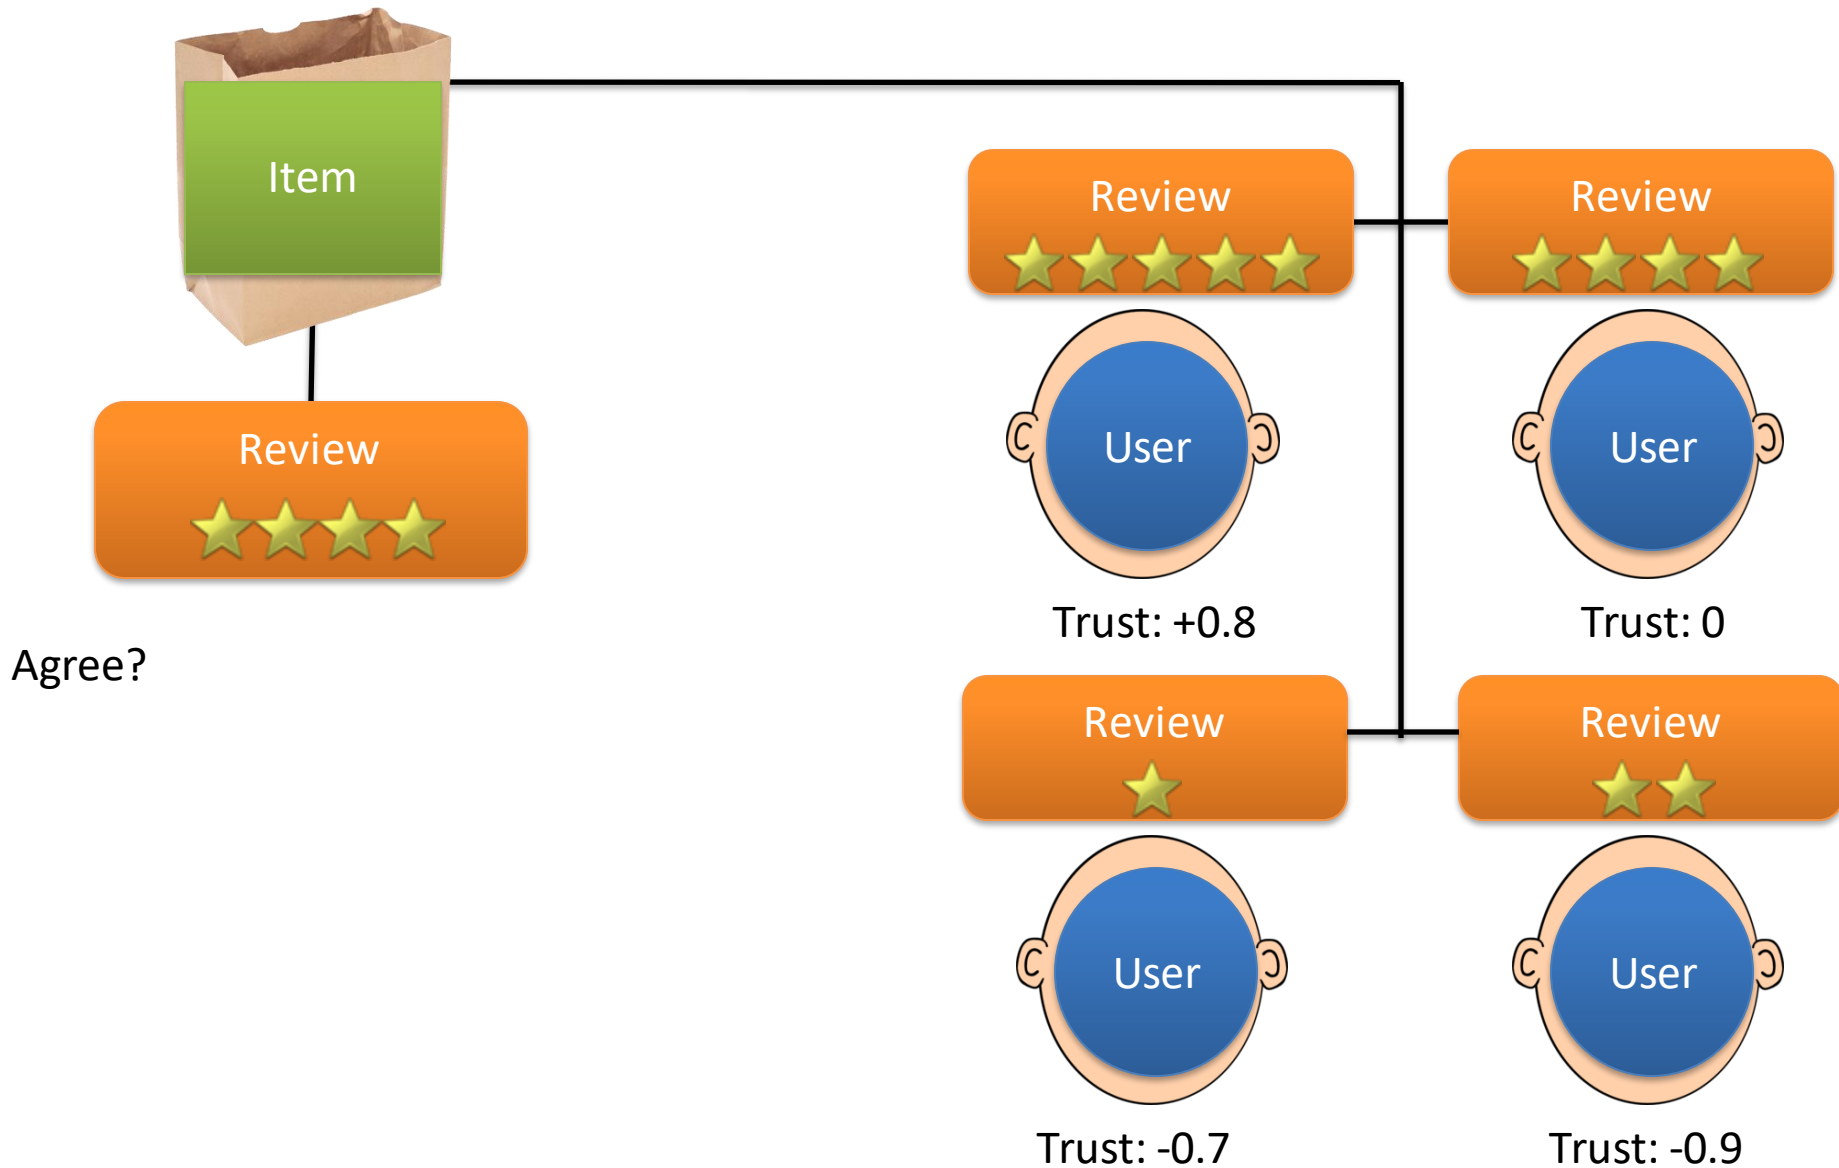 Item
Review
Agree?
Review
Review
User
User
Trust: +0.8
Trust: 0
Review
Review
User
User
Trust: -0.7
Trust: -0.9